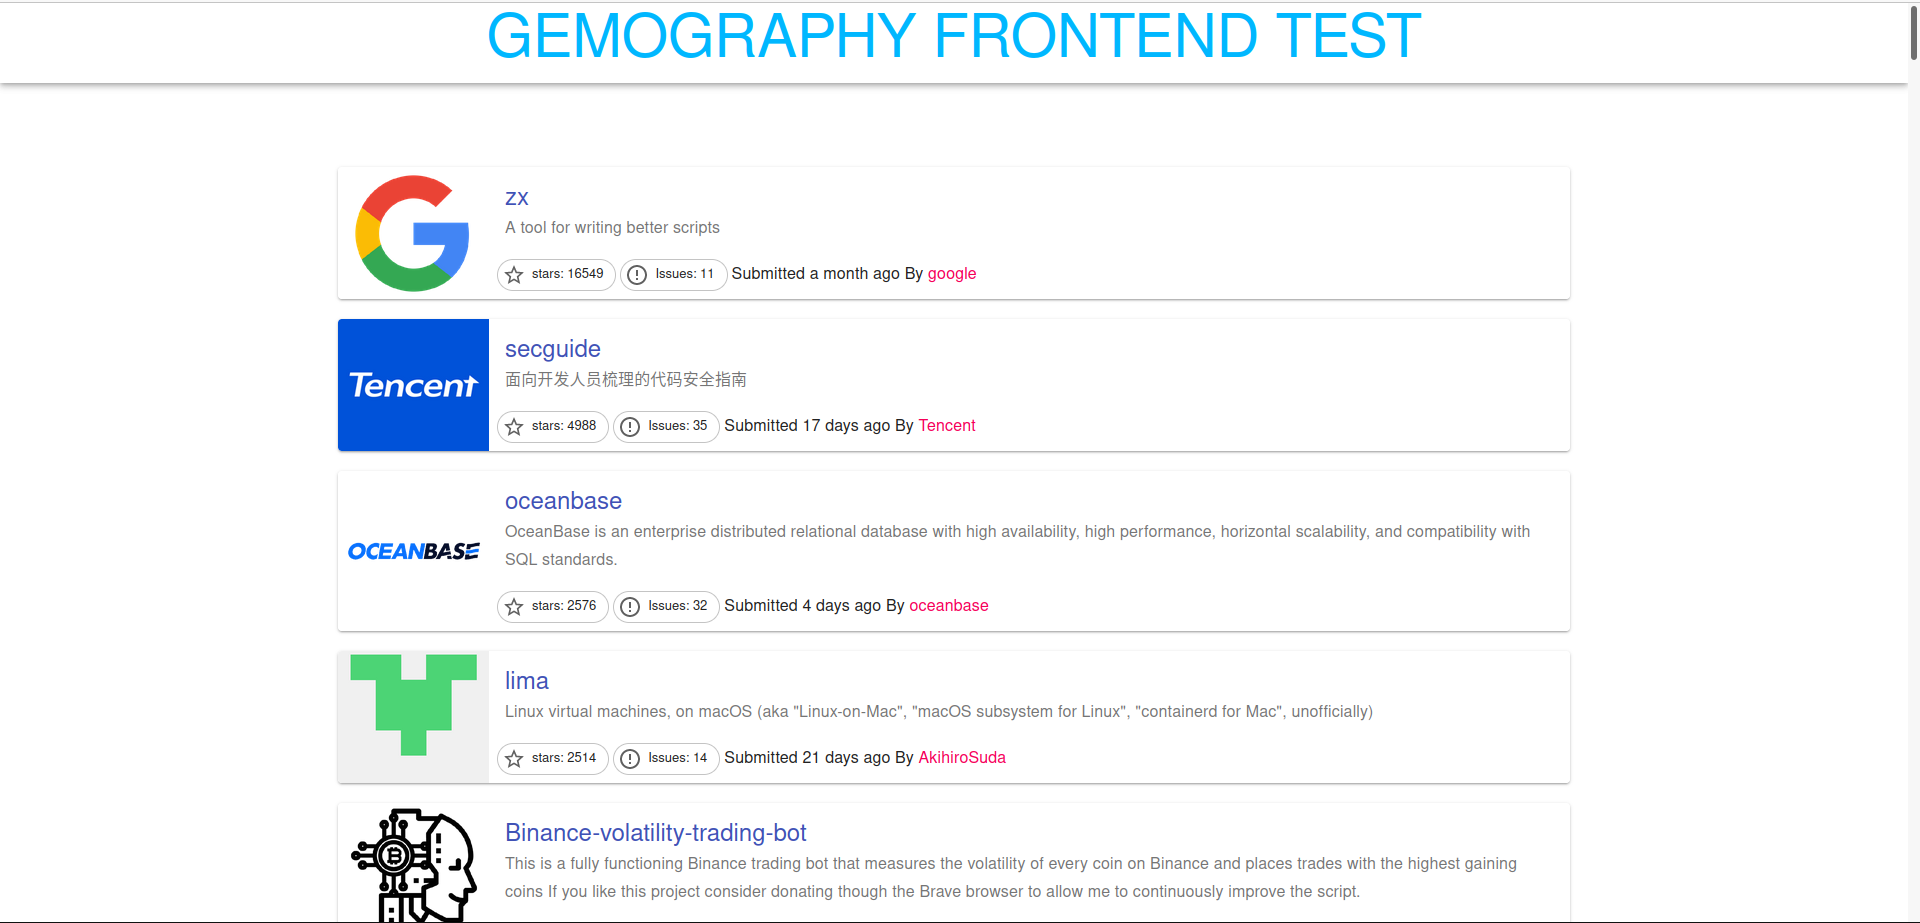 GEMOGRAPHY FRONTEND TEST
zx
A tool for writing better scripts
stars: 16549 Issues: 11 Submitted a month ago By google
Tencent
secguide
面向开发人员梳理的代码安全指南
stars: 4988 Issues: 35 Submitted 17 days ago By Tencent
OCEANBASE
oceanbase
OceanBase is an enterprise distributed relational database with high availability, high performance, horizontal scalability, and compatibility with
SQL standards.
stars: 2576 Issues: 32 Submitted 4 days ago By oceanbase
lima
Linux virtual machines, on macOS (aka "Linux-on-Mac", "macOS subsystem for Linux", "containerd for Mac", unofficially)
stars: 2514 Issues: 14 Submitted 21 days ago By AkihiroSuda
Binance-volatility-trading-bot
This is a fully functioning Binance trading bot that measures the volatility of every coin on Binance and places trades with the highest gaining
coins If you like this project consider donating though the Brave browser to allow me to continuously improve the script.